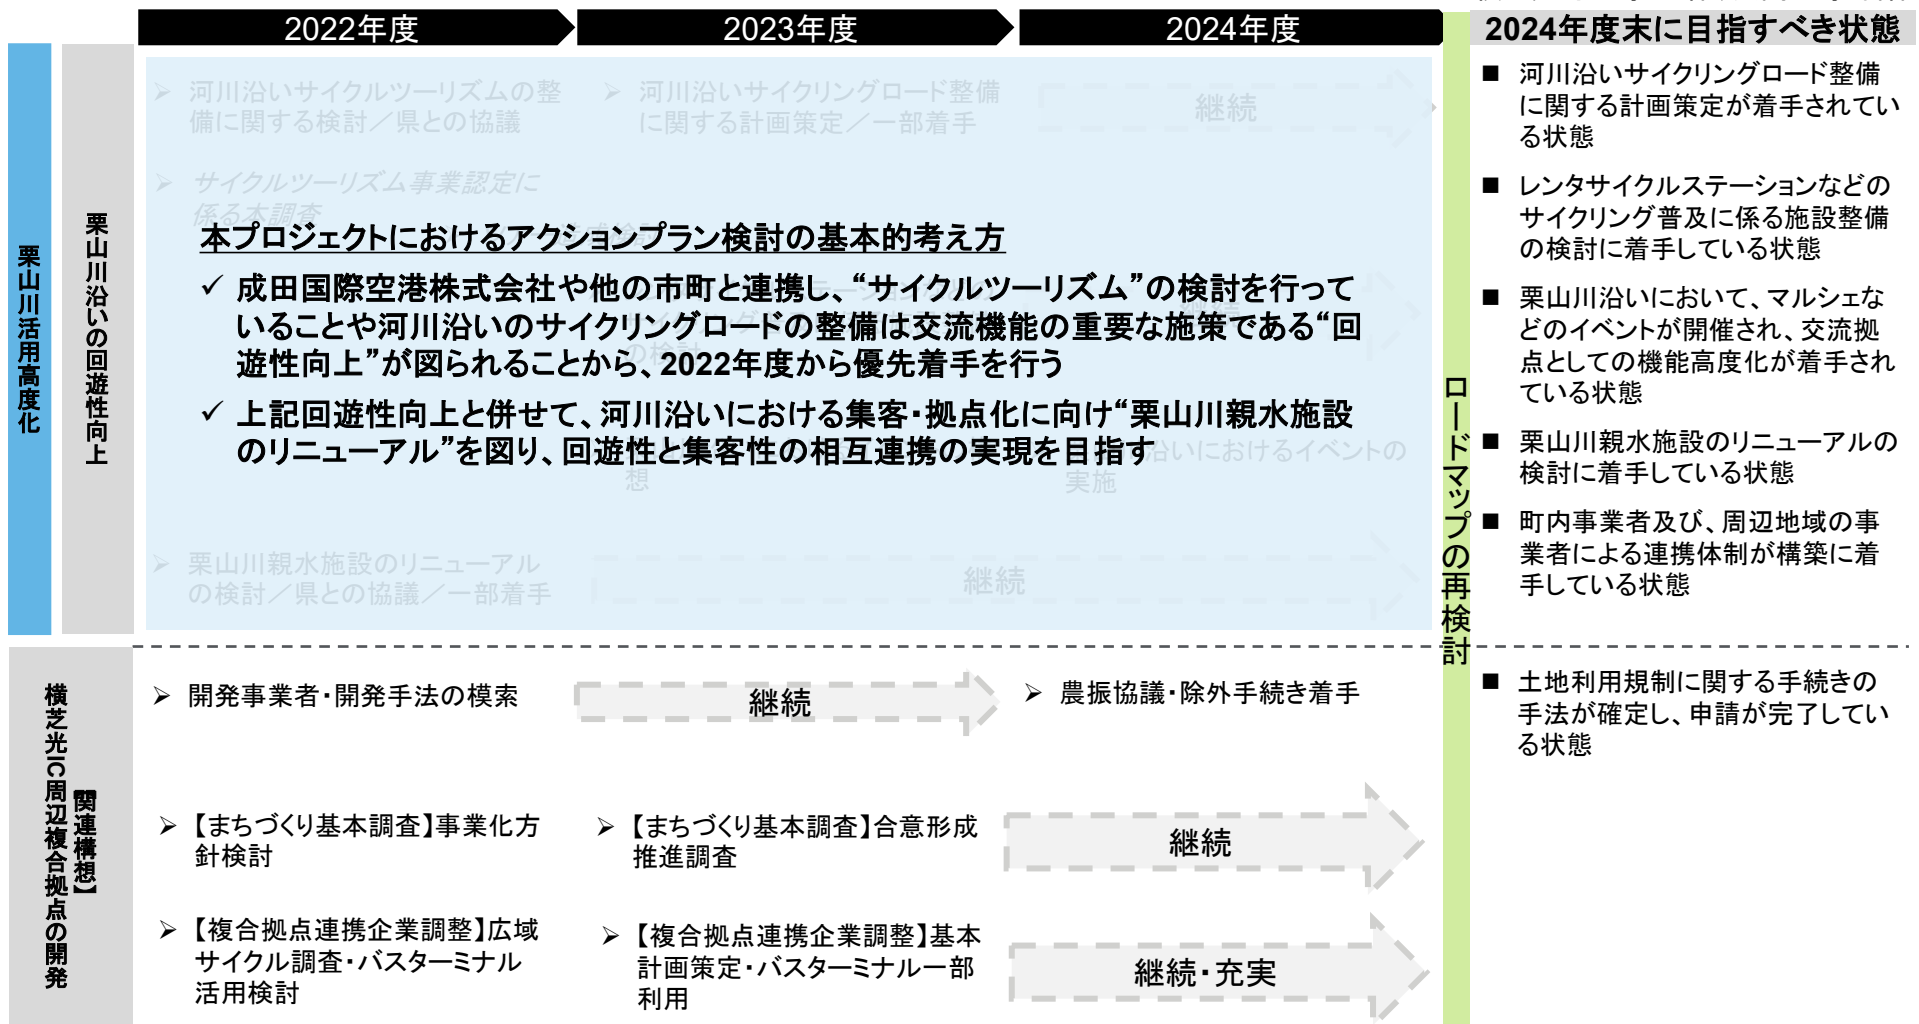 2022年度
2023年度
2024年度
2024年度末に目指すべき状態
栗山川活用高度化
栗山川沿いの回遊性向上
➢ 河川沿いサイクルツーリズムの整
備に関する検討／県との協議
➢ 河川沿いサイクリングロード整備
に関する計画策定／一部着手
継続
➢ サイクルツーリズム事業認定に
係る本調査
本プロジェクトにおけるアクションプラン検討の基本的考え方
✓ 成田国際空港株式会社や他の市町と連携し、“サイクルツーリズム”の検討を行って
いることや河川沿いのサイクリングロードの整備は交流機能の重要な施策である“回
遊性向上”が図られることから、2022年度から優先着手を行う
✓ 上記回遊性向上と併せて、河川沿いにおける集客・拠点化に向け“栗山川親水施設
のリニューアル”を図り、回遊性と集客性の相互連携の実現を目指す
の検討
継続
想
沿いにおけるイベントの
実施
➢ 栗山川親水施設のリニューアル
の検討／県との協議／一部着手
継続
ロードマップの再検討
■ 河川沿いサイクリングロード整備
に関する計画策定が着手されてい
る状態
■ レンタサイクルステーションなどの
サイクリング普及に係る施設整備
の検討に着手している状態
■ 栗山川沿いにおいて、マルシェな
どのイベントが開催され、交流拠
点としての機能高度化が着手され
ている状態
■ 栗山川親水施設のリニューアルの
検討に着手している状態
■ 町内事業者及び、周辺地域の事
業者による連携体制が構築に着
手している状態
【関連構想】
横芝光IC周辺複合拠点の開発
➢ 開発事業者・開発手法の模索
継続
➢ 農振協議・除外手続き着手
■ 土地利用規制に関する手続きの
手法が確定し、申請が完了してい
る状態
➢ 【まちづくり基本調査】事業化方
針検討
➢ 【まちづくり基本調査】合意形成
推進調査
継続
➢ 【複合拠点連携企業調整】広域
サイクル調査・バスターミナル
活用検討
➢ 【複合拠点連携企業調整】基本
計画策定・バスターミナル一部
利用
継続・充実